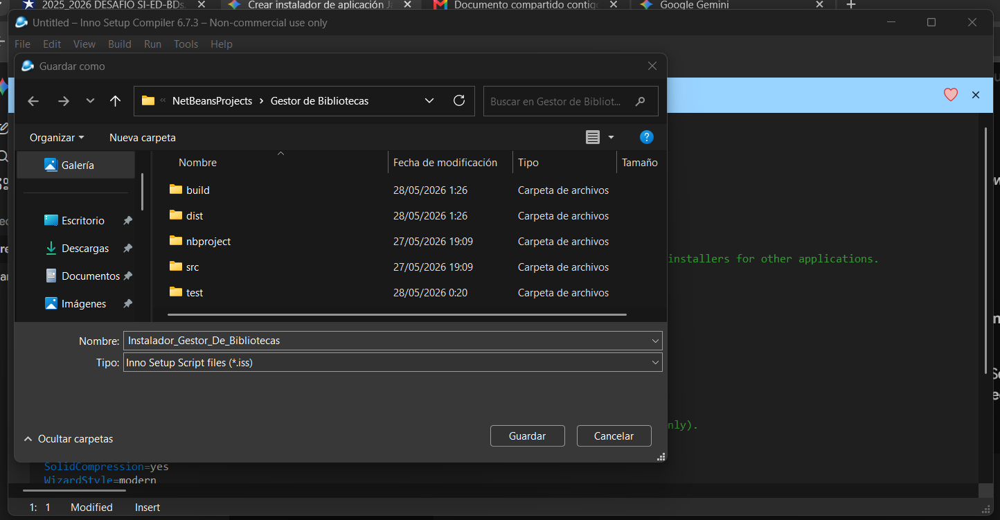 2025_2026 DESAFIO SI-ED-BDs
Crear instalador de aplicación Ja
Documento compartido contigo
Google Gemini
Untitled – Inno Setup Compiler 6.7.3 – Non-commercial use only
File Edit View Build Run Tools Help
Guardar como
« NetBeansProjects > Gestor de Bibliotecas
Buscar en Gestor de Bibliot...
Organizar
Nueva carpeta
Galería
Nombre Fecha de modificación Tipo Tamaño
build 28/05/2026 1:26 Carpeta de archivos
dist 28/05/2026 1:26 Carpeta de archivos
Escritorio
nbproject 27/05/2026 19:09 Carpeta de archivos
Descargas
installers for other applications.
src 27/05/2026 19:09 Carpeta de archivos
Documentos
test 28/05/2026 0:20 Carpeta de archivos
Imágenes
Nombre: Instalador_Gestor_De_Bibliotecas
Tipo: Inno Setup Script files (*.iss)
nly).
Guardar
Cancelar
Ocultar carpetas
SolidCompression=yes
WizardStyle=modern
1: 1 Modified Insert